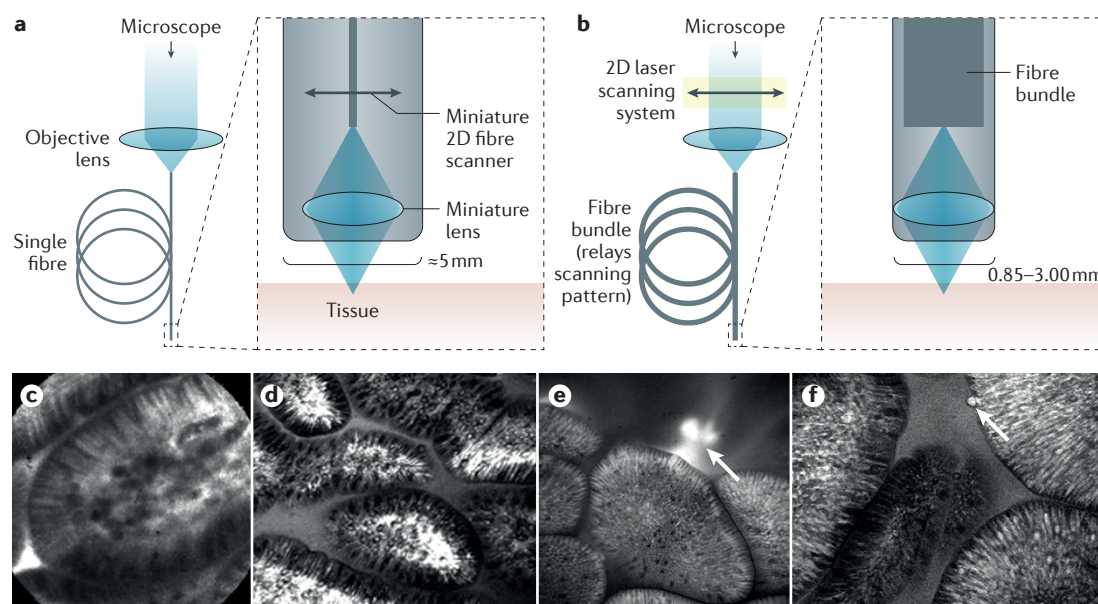 a
Microscope
Objective
lens
Single
fibre
Miniature
2D fibre
scanner
Miniature
lens
≈5 mm
Tissue
b
Microscope
2D laser
scanning
system
Fibre
bundle
(relays
scanning
pattern)
Fibre
bundle
0.85–3.00 mm
c
d
e
f